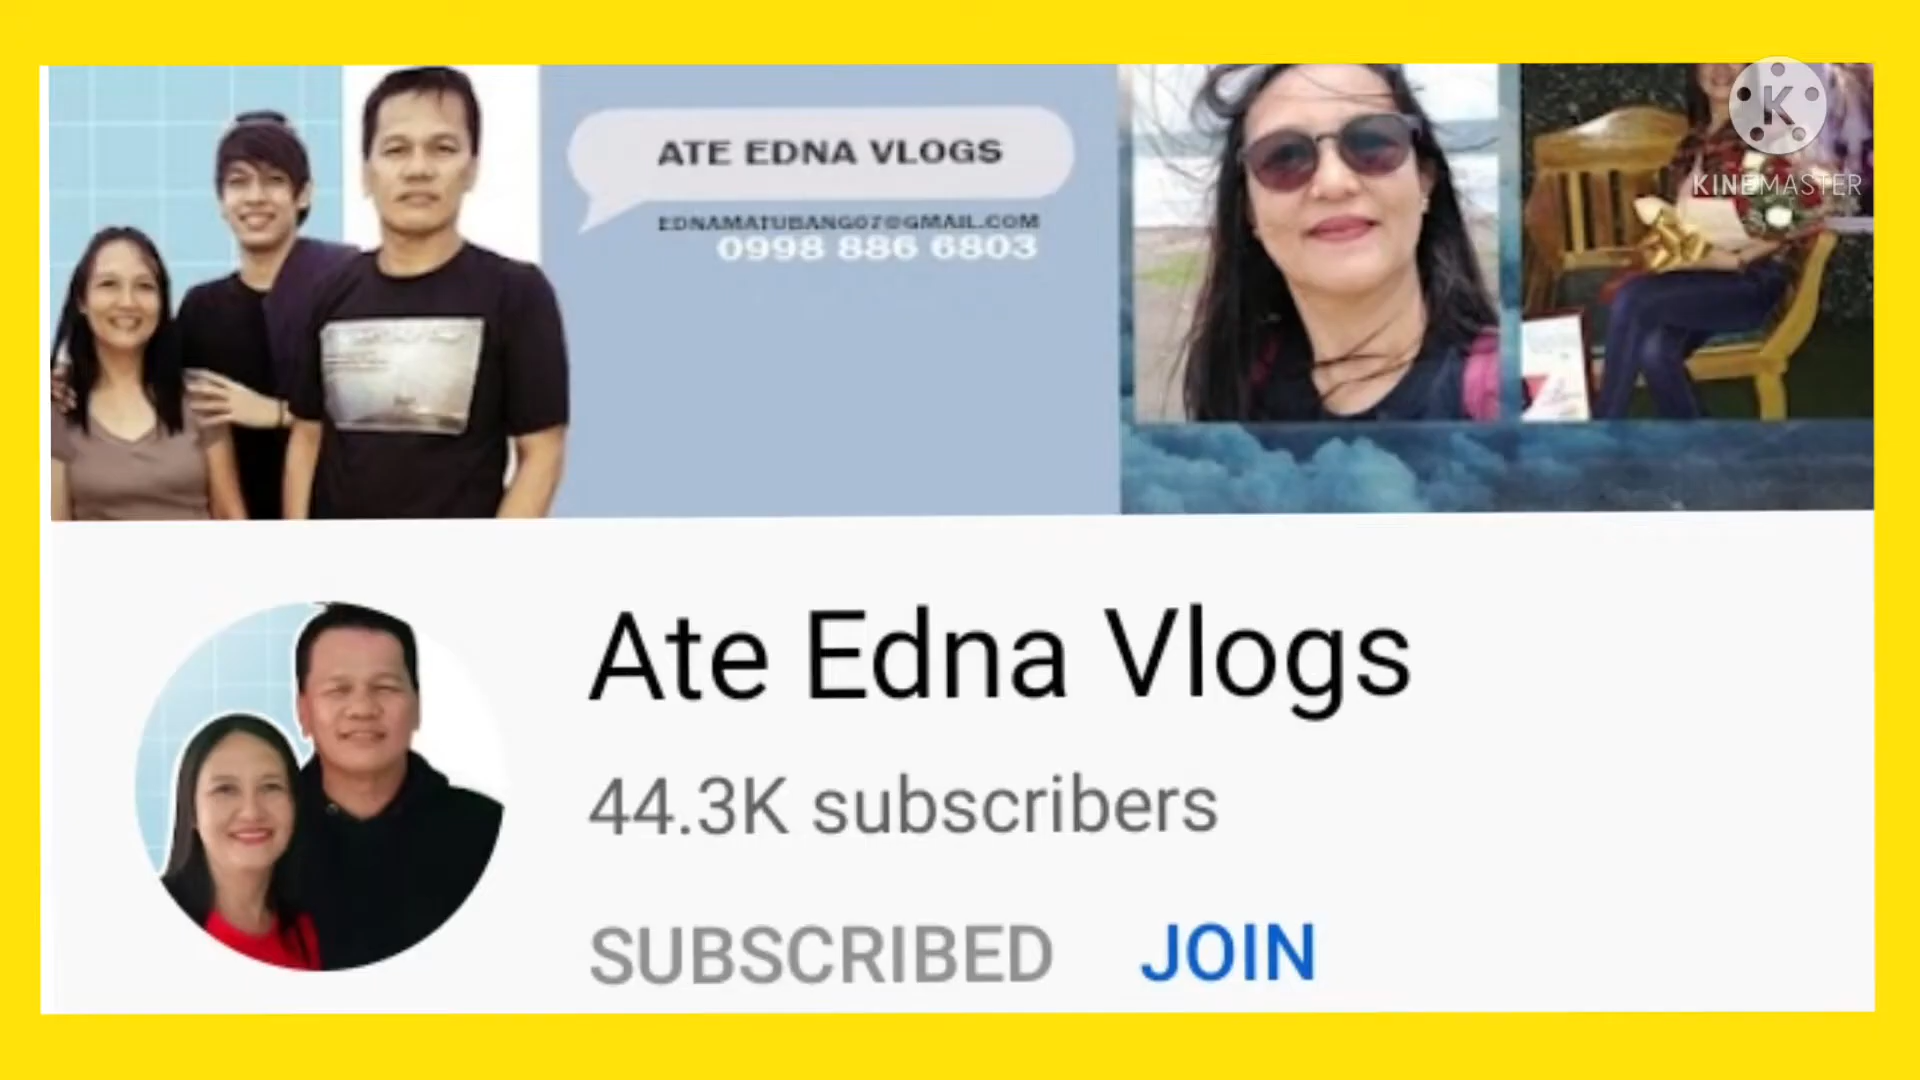 ATE EDNA VLOGS
EDNAMATUBANG07@GMAIL.COM
0998 886 6803
K
KINEMASTER
Ate Edna Vlogs
44.3K subscribers
SUBSCRIBED JOIN